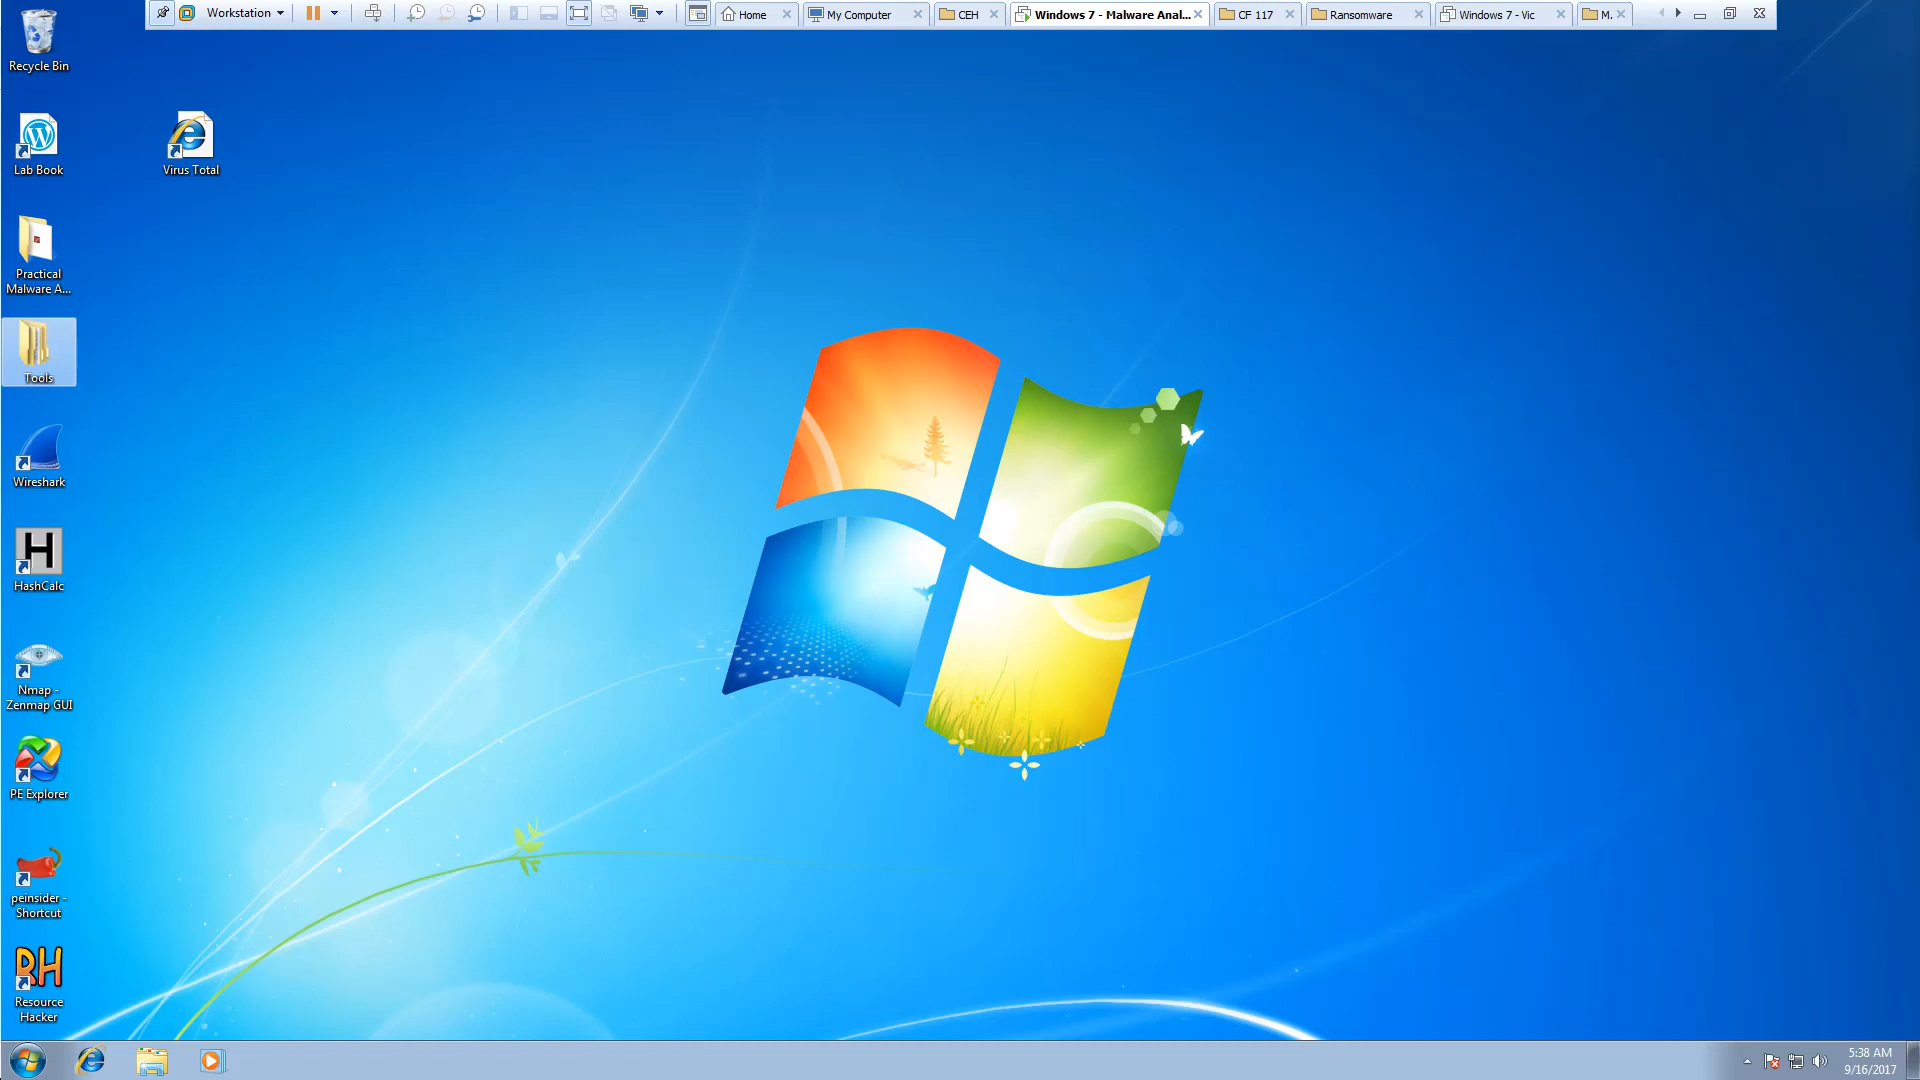 Workstation
Home
My Computer
CEH
Windows 7 - Malware Anal...
CF 117
Ransomware
Windows 7 - Vic
M.
Recycle Bin
Lab Book
Virus Total
Practical
Malware A...
Tools
Wireshark
H
HashCalc
Nmap -
Zenmap GUI
PE Explorer
peinsider -
Shortcut
RH
Resource
Hacker
5:38 AM
9/16/2017